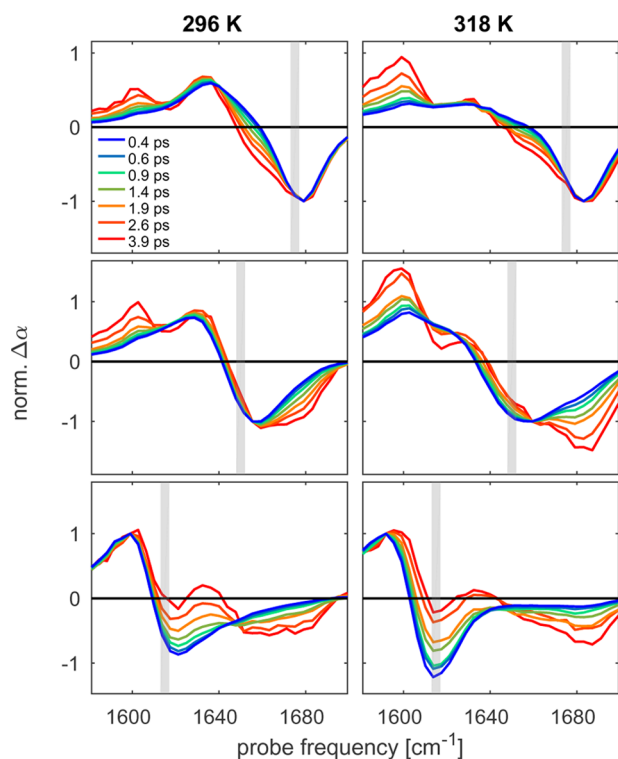 296 K 318 K
1
0
-1
0.4 ps
0.6 ps
0.9 ps
1.4 ps
1.9 ps
2.6 ps
3.9 ps
norm. Δα
1
0
-1
1
0
-1
1600 1640 1680 1600 1640 1680
probe frequency [cm⁻¹]